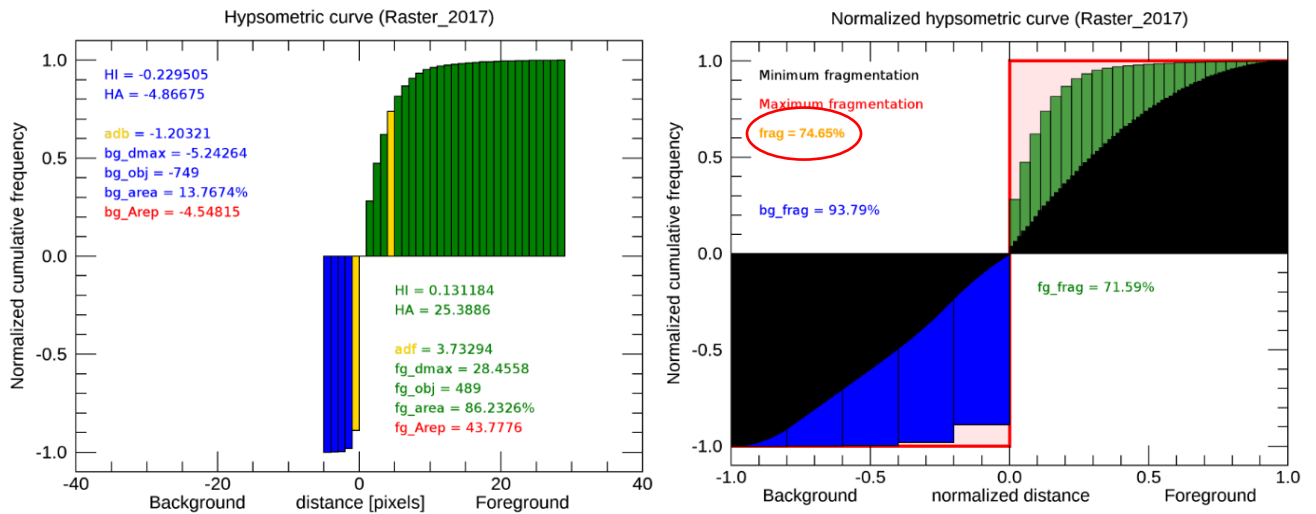 Hypsometric curve (Raster_2017)
Normalized cumulative frequency
1.0
0.5
0.0
-0.5
-1.0
HI = -0.229505
HA = -4.86675
adb = -1.20321
bg_dmax = -5.24264
bg_obj = -749
bg_area = 13.7674%
bg_Arep = -4.54815
HI = 0.131184
HA = 25.3886
adf = 3.73294
fg_dmax = 28.4558
fg_obj = 489
fg_area = 86.2326%
fg_Arep = 43.7776
-40 -20 0 20 40
Background distance [pixels] Foreground
Normalized hypsometric curve (Raster_2017)
Normalized cumulative frequency
1.0
0.5
0.0
-0.5
-1.0
Minimum fragmentation
Maximum fragmentation
frag = 74.65%
bg_frag = 93.79%
fg_frag = 71.59%
-1.0 -0.5 0.0 0.5 1.0
Background normalized distance Foreground